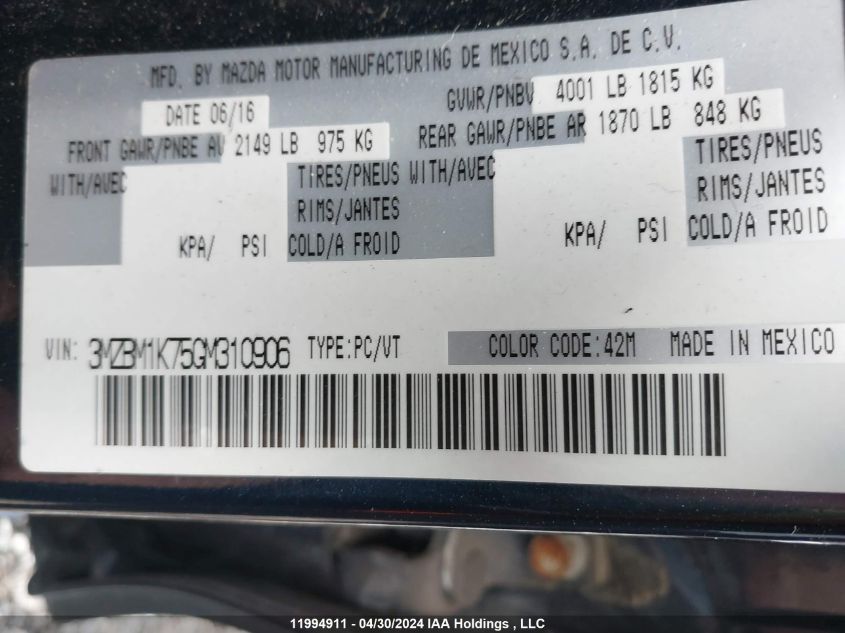 MFD. BY MAZDA MOTOR MANUFACTURING DE MEXICO S.A. DE C.V.
DATE 06/16 GVWR/PNBV 4001 LB 1815 KG
FRONT GAWR/PNBE AV 2149 LB 975 KG REAR GAWR/PNBE AR 1870 LB 848 KG
WITH/AVEC TIRES/PNEUS WITH/AVEC TIRES/PNEUS
RIMS/JANTES RIMS/JANTES
KPA/ PSI COLD/A FROID KPA/ PSI COLD/A FROID
VIN: 3MZBM1K75GM310906 TYPE:PC/VT COLOR CODE:42M MADE IN MEXICO
11994911 - 04/30/2024 IAA Holdings , LLC